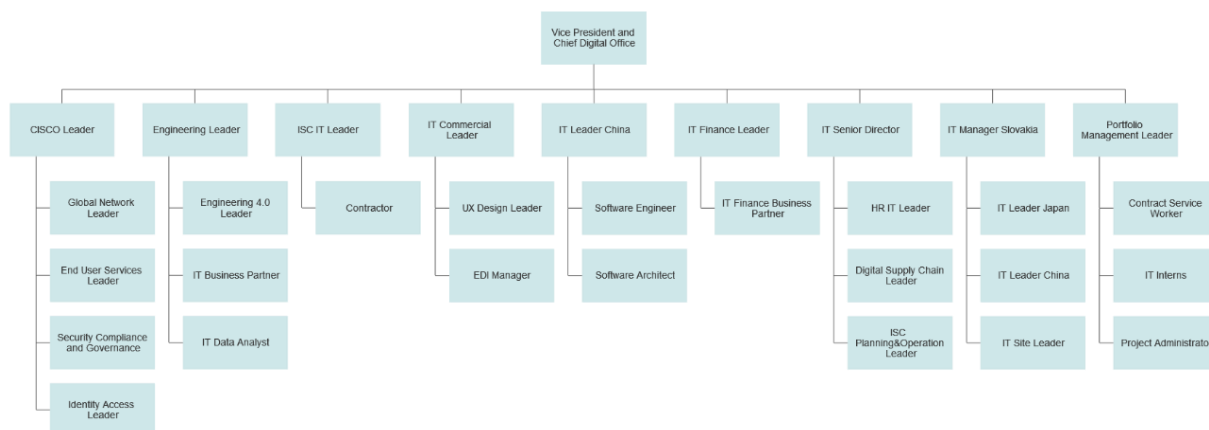 Vice President and
Chief Digital Office
CISCO Leader
Engineering Leader
ISC IT Leader
IT Commercial
Leader
IT Leader China
IT Finance Leader
IT Senior Director
IT Manager Slovakia
Portfolio
Management Leader
Global Network
Leader
Engineering 4.0
Leader
Contractor
UX Design Leader
Software Engineer
IT Finance Business
Partner
HR IT Leader
IT Leader Japan
Contract Service
Worker
End User Services
Leader
IT Business Partner
EDI Manager
Software Architect
Digital Supply Chain
Leader
IT Leader China
IT Interns
Security Compliance
and Governance
IT Data Analyst
ISC
Planning&Operation
Leader
IT Site Leader
Project Administrato
Identity Access
Leader